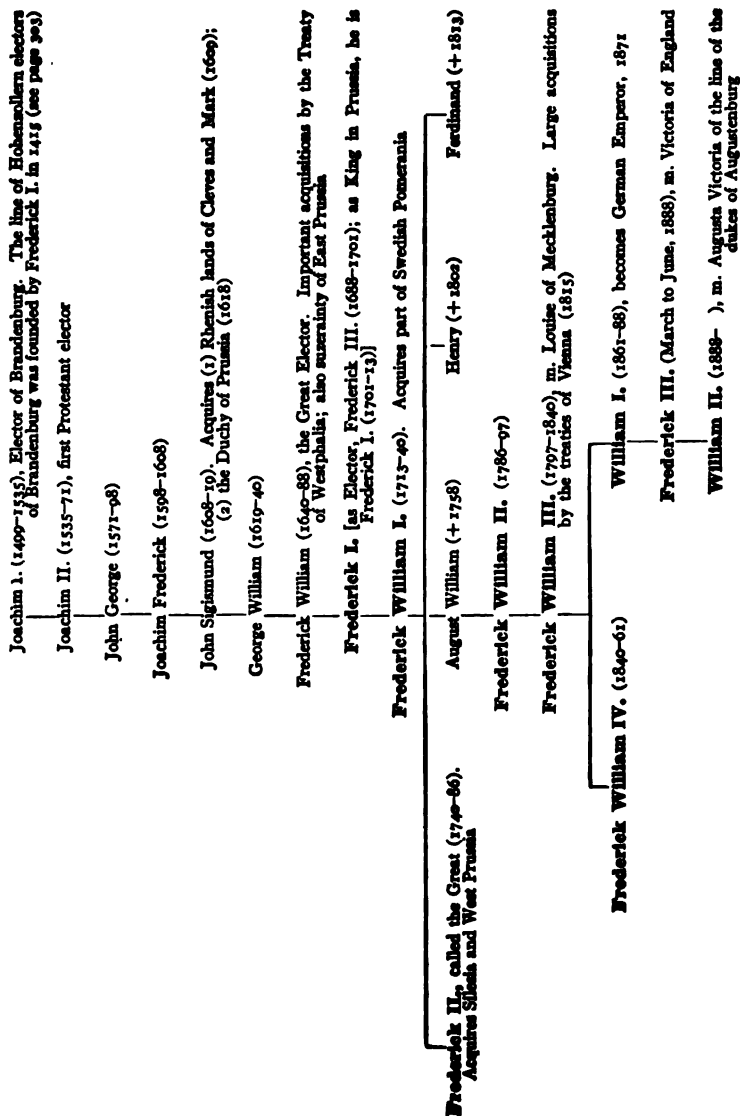 Joachim I. (1499–1535), Elector of Brandenburg. The line of Hohenzollern electors
of Brandenburg was founded by Frederick I. in 1415 (see page 303)
Joachim II. (1535–71), first Protestant elector
John George (1571–98)
Joachim Frederick (1598–1608)
John Sigismund (1608–19). Acquires (1) Rhenish lands of Cleves and Mark (1609);
(2) the Duchy of Prussia (1618)
George William (1619–40)
Frederick William (1640–88), the Great Elector. Important acquisitions by the Treaty
of Westphalia; also suzerainty of East Prussia
Frederick I. [as Elector, Frederick III. (1688–1701); as King in Prussia, he is
Frederick I. (1701–13)]
Frederick William I. (1713–40). Acquires part of Swedish Pomerania
Frederick II., called the Great (1740–86).
Acquires Silesia and West Prussia
August William (+ 1758)
Henry (+ 1802)
Ferdinand (+ 1813)
Frederick William II. (1786–97)
Frederick William III. (1797–1840), m. Louise of Mecklenburg. Large acquisitions
by the treaties of Vienna (1815)
Frederick William IV. (1840–61)
William I. (1861–88), becomes German Emperor, 1871
Frederick III. (March to June, 1888), m. Victoria of England
William II. (1888– ), m. Augusta Victoria of the line of the
dukes of Augustenburg